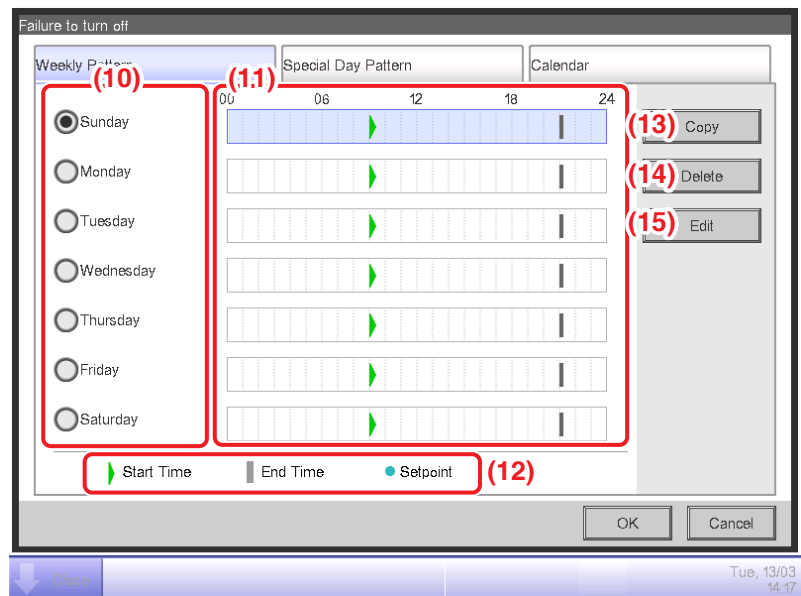 Failure to turn off
Weekly Pattern Special Day Pattern Calendar
(10) (11)
00 06 12 18 24
Sunday (13) Copy
Monday (14) Delete
Tuesday (15) Edit
Wednesday
Thursday
Friday
Saturday
Start Time End Time Setpoint (12)
OK Cancel
Close Tue, 13/03
14:17